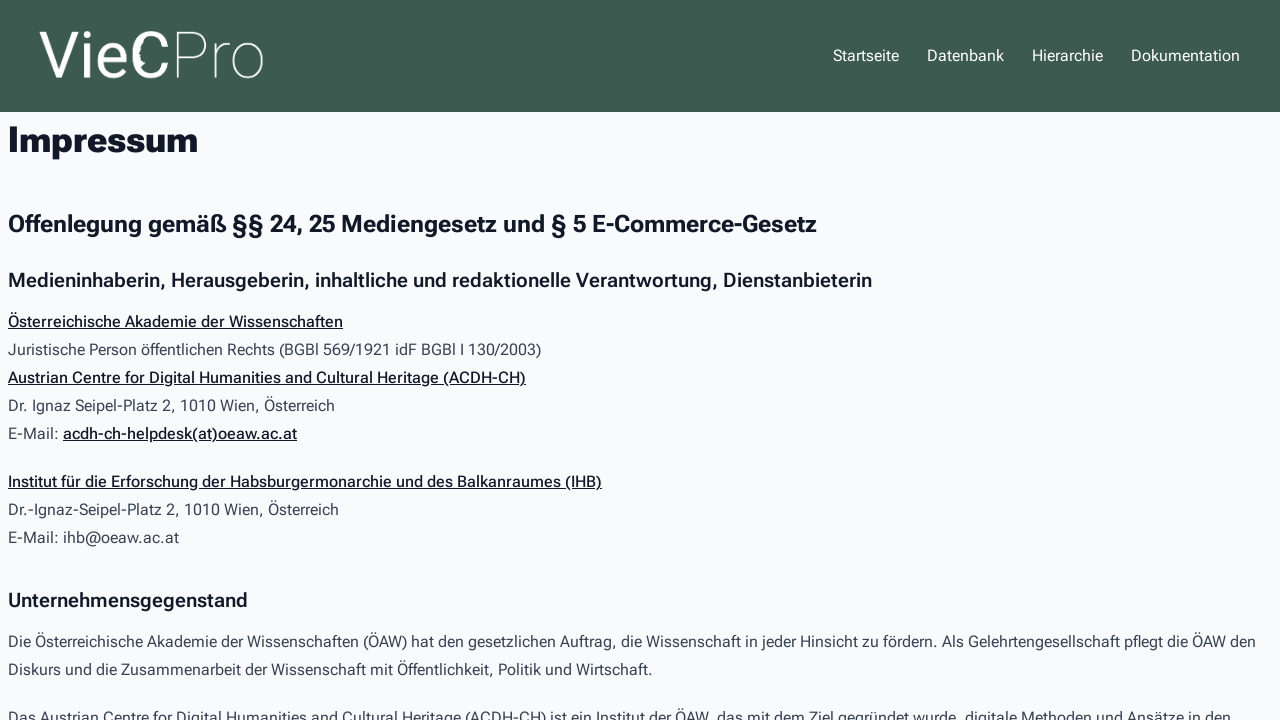 VieCPro
Startseite
Datenbank
Hierarchie
Dokumentation
Impressum
Offenlegung gemäß §§ 24, 25 Mediengesetz und § 5 E-Commerce-Gesetz
Medieninhaberin, Herausgeberin, inhaltliche und redaktionelle Verantwortung, Dienstanbieterin
Österreichische Akademie der Wissenschaften
Juristische Person öffentlichen Rechts (BGBl 569/1921 idF BGBl I 130/2003)
Austrian Centre for Digital Humanities and Cultural Heritage (ACDH-CH)
Dr. Ignaz Seipel-Platz 2, 1010 Wien, Österreich
E-Mail: acdh-ch-helpdesk(at)oeaw.ac.at
Institut für die Erforschung der Habsburgermonarchie und des Balkanraumes (IHB)
Dr.-Ignaz-Seipel-Platz 2, 1010 Wien, Österreich
E-Mail: ihb@oeaw.ac.at
Unternehmensgegenstand
Die Österreichische Akademie der Wissenschaften (ÖAW) hat den gesetzlichen Auftrag, die Wissenschaft in jeder Hinsicht zu fördern. Als Gelehrtengesellschaft pflegt die ÖAW den
Diskurs und die Zusammenarbeit der Wissenschaft mit Öffentlichkeit, Politik und Wirtschaft.
Das Austrian Centre for Digital Humanities and Cultural Heritage (ACDH-CH) ist ein Institut der ÖAW, das mit dem Ziel gegründet wurde, digitale Methoden und Ansätze in den